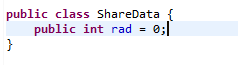 public class ShareData {
    public int rad = 0;
}